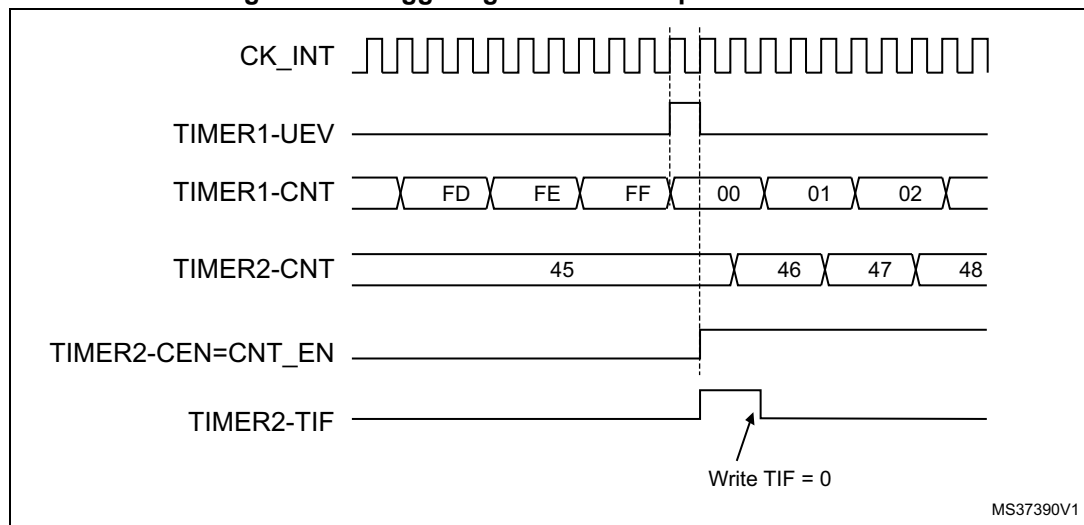 CK_INT
TIMER1-UEV
TIMER1-CNT FD FE FF 00 01 02
TIMER2-CNT 45 46 47 48
TIMER2-CEN=CNT_EN
TIMER2-TIF
Write TIF = 0
MS37390V1